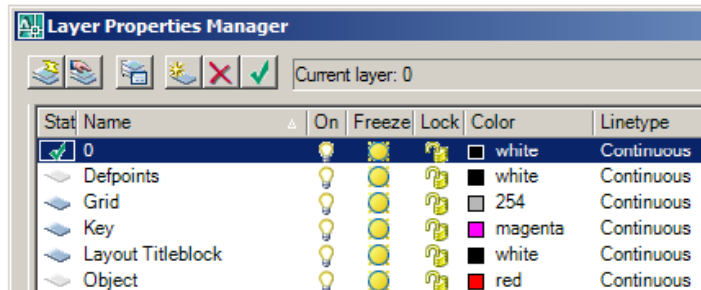 Layer Properties Manager
Current layer: 0
Stat Name On Freeze Lock Color Linetype
0 white Continuous
Defpoints white Continuous
Grid 254 Continuous
Key magenta Continuous
Layout Titleblock white Continuous
Object red Continuous